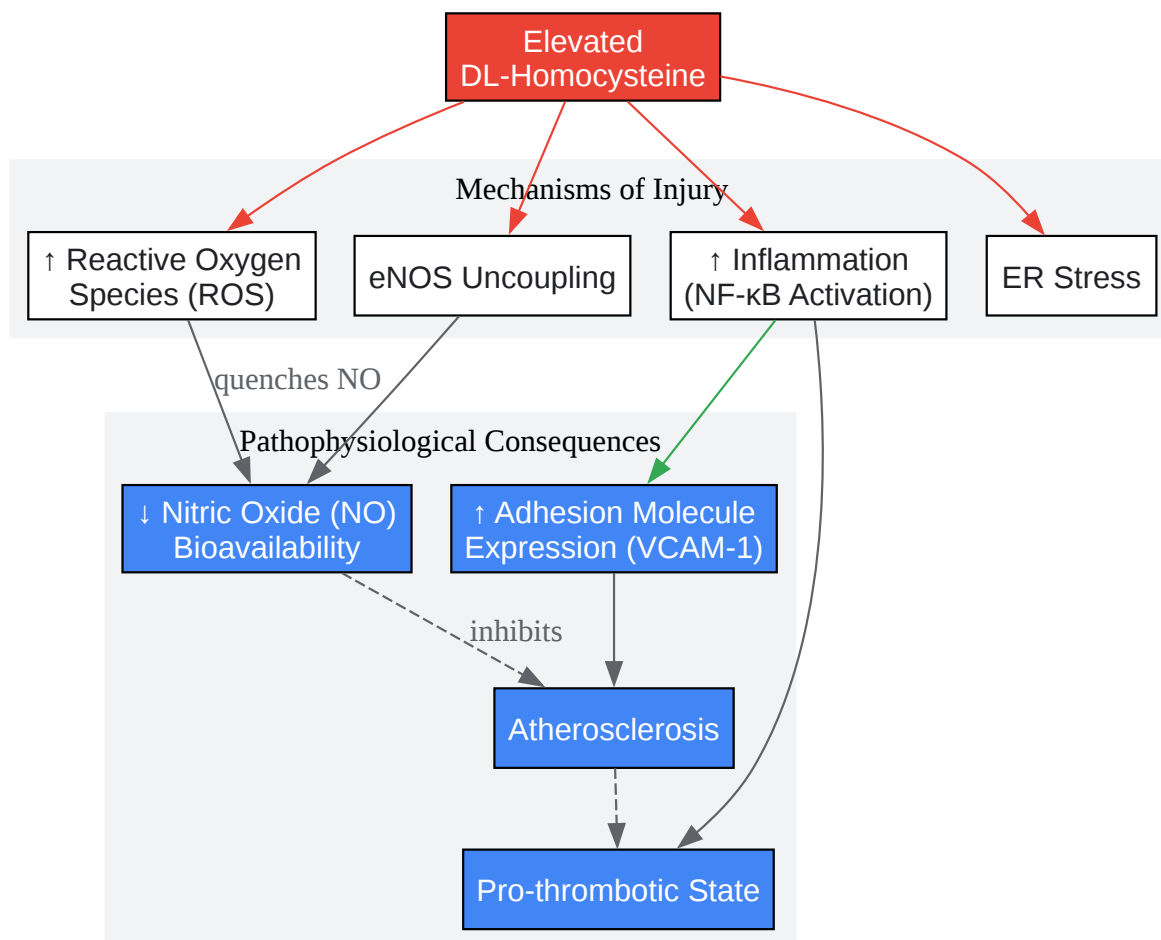 Elevated
DL-Homocysteine
Mechanisms of Injury
↑ Reactive Oxygen
Species (ROS)
eNOS Uncoupling
↑ Inflammation
(NF-κB Activation)
ER Stress
quenches NO
Pathophysiological Consequences
↓ Nitric Oxide (NO)
Bioavailability
↑ Adhesion Molecule
Expression (VCAM-1)
inhibits
Atherosclerosis
Pro-thrombotic State